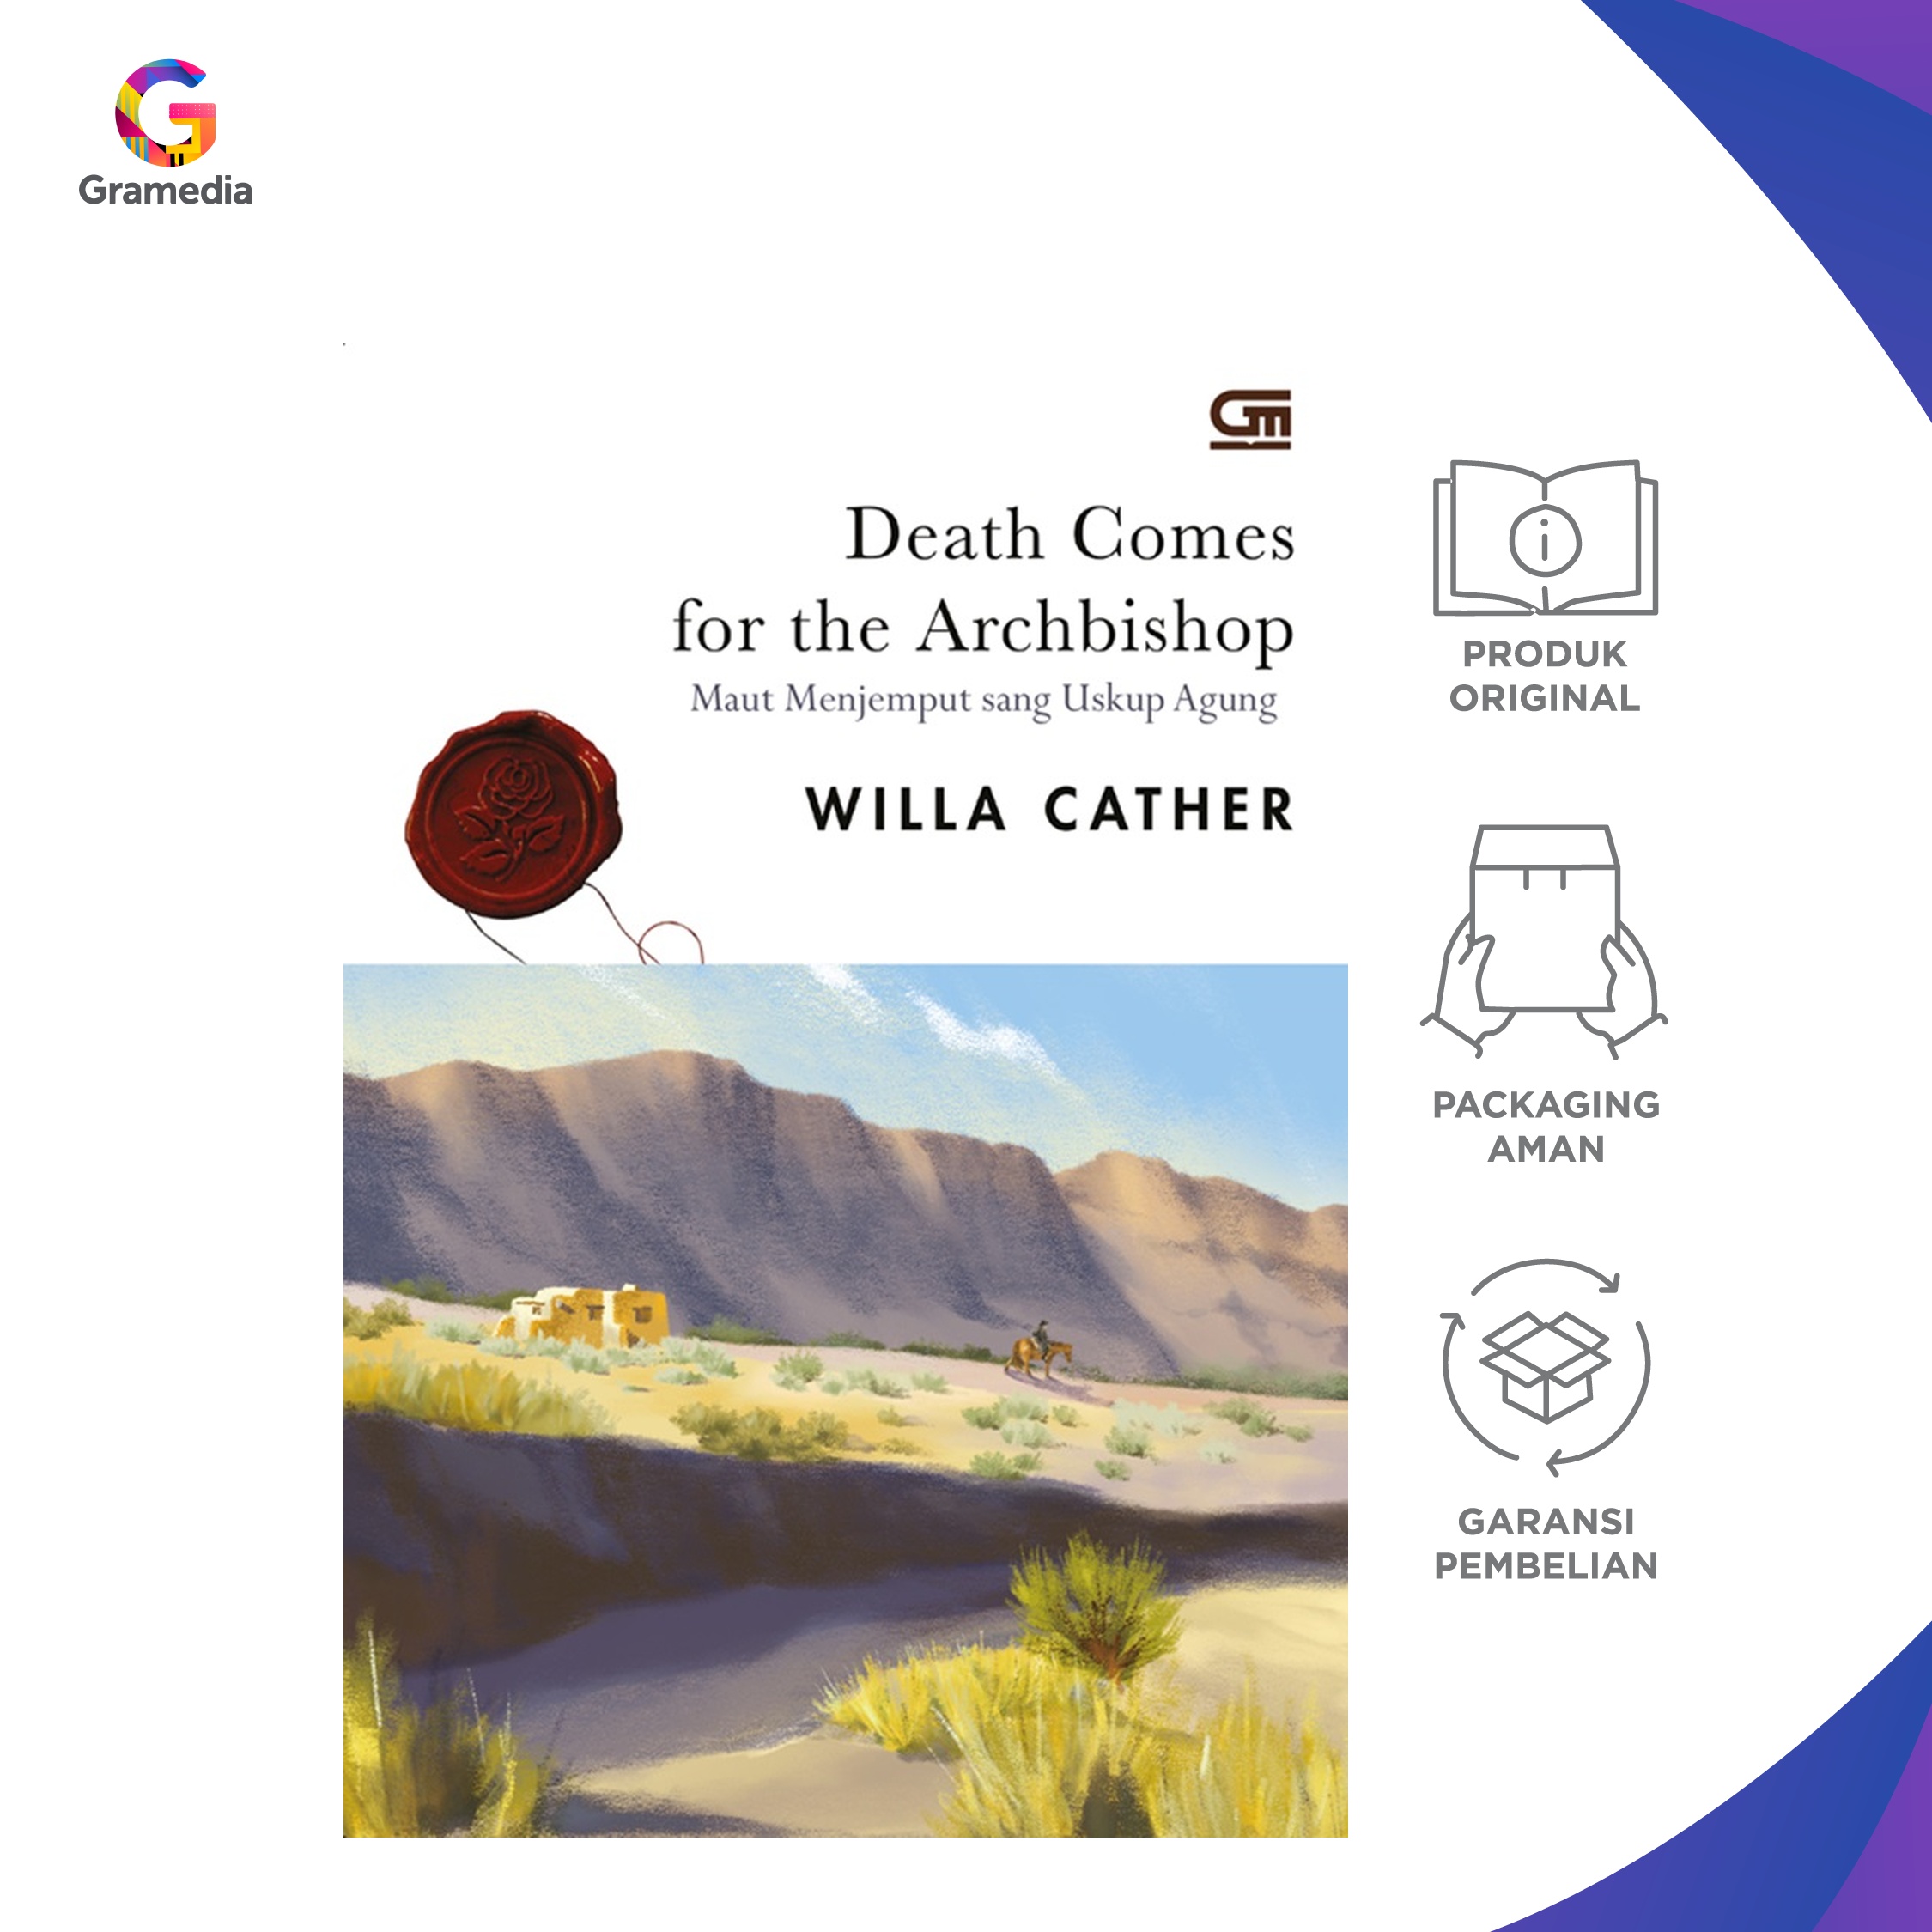 Gramedia
Gm
Death Comes
for the Archbishop
Maut Menjemput sang Uskup Agung
WILLA CATHER
PRODUK
ORIGINAL
PACKAGING
AMAN
GARANSI
PEMBELIAN